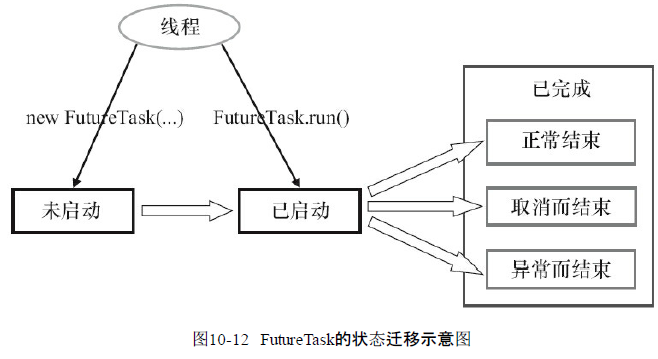 线程
new FutureTask(...)
FutureTask.run()
已完成
正常结束
未启动
已启动
取消而结束
异常而结束
图10-12 FutureTask的状态迁移示意图